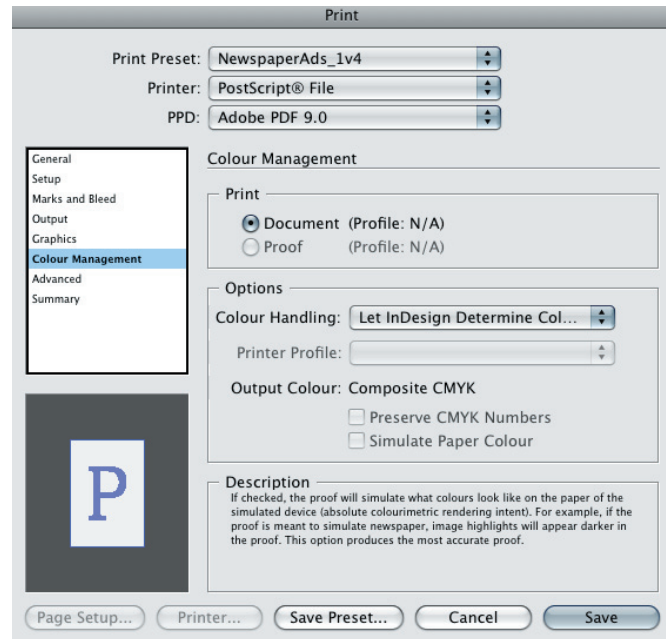 Print
Print Preset: NewspaperAds_1v4
Printer: PostScript® File
PPD: Adobe PDF 9.0
General
Setup
Marks and Bleed
Output
Graphics
Colour Management
Advanced
Summary
Colour Management
Print
Document (Profile: N/A)
Proof (Profile: N/A)
Options
Colour Handling: Let InDesign Determine Col...
Printer Profile:
Output Colour: Composite CMYK
Preserve CMYK Numbers
Simulate Paper Colour
P
Description
If checked, the proof will simulate what colours look like on the paper of the
simulated device (absolute colourimetric rendering intent). For example, if the
proof is meant to simulate newspaper, image highlights will appear darker in
the proof. This option produces the most accurate proof.
Page Setup... Printer... Save Preset... Cancel Save